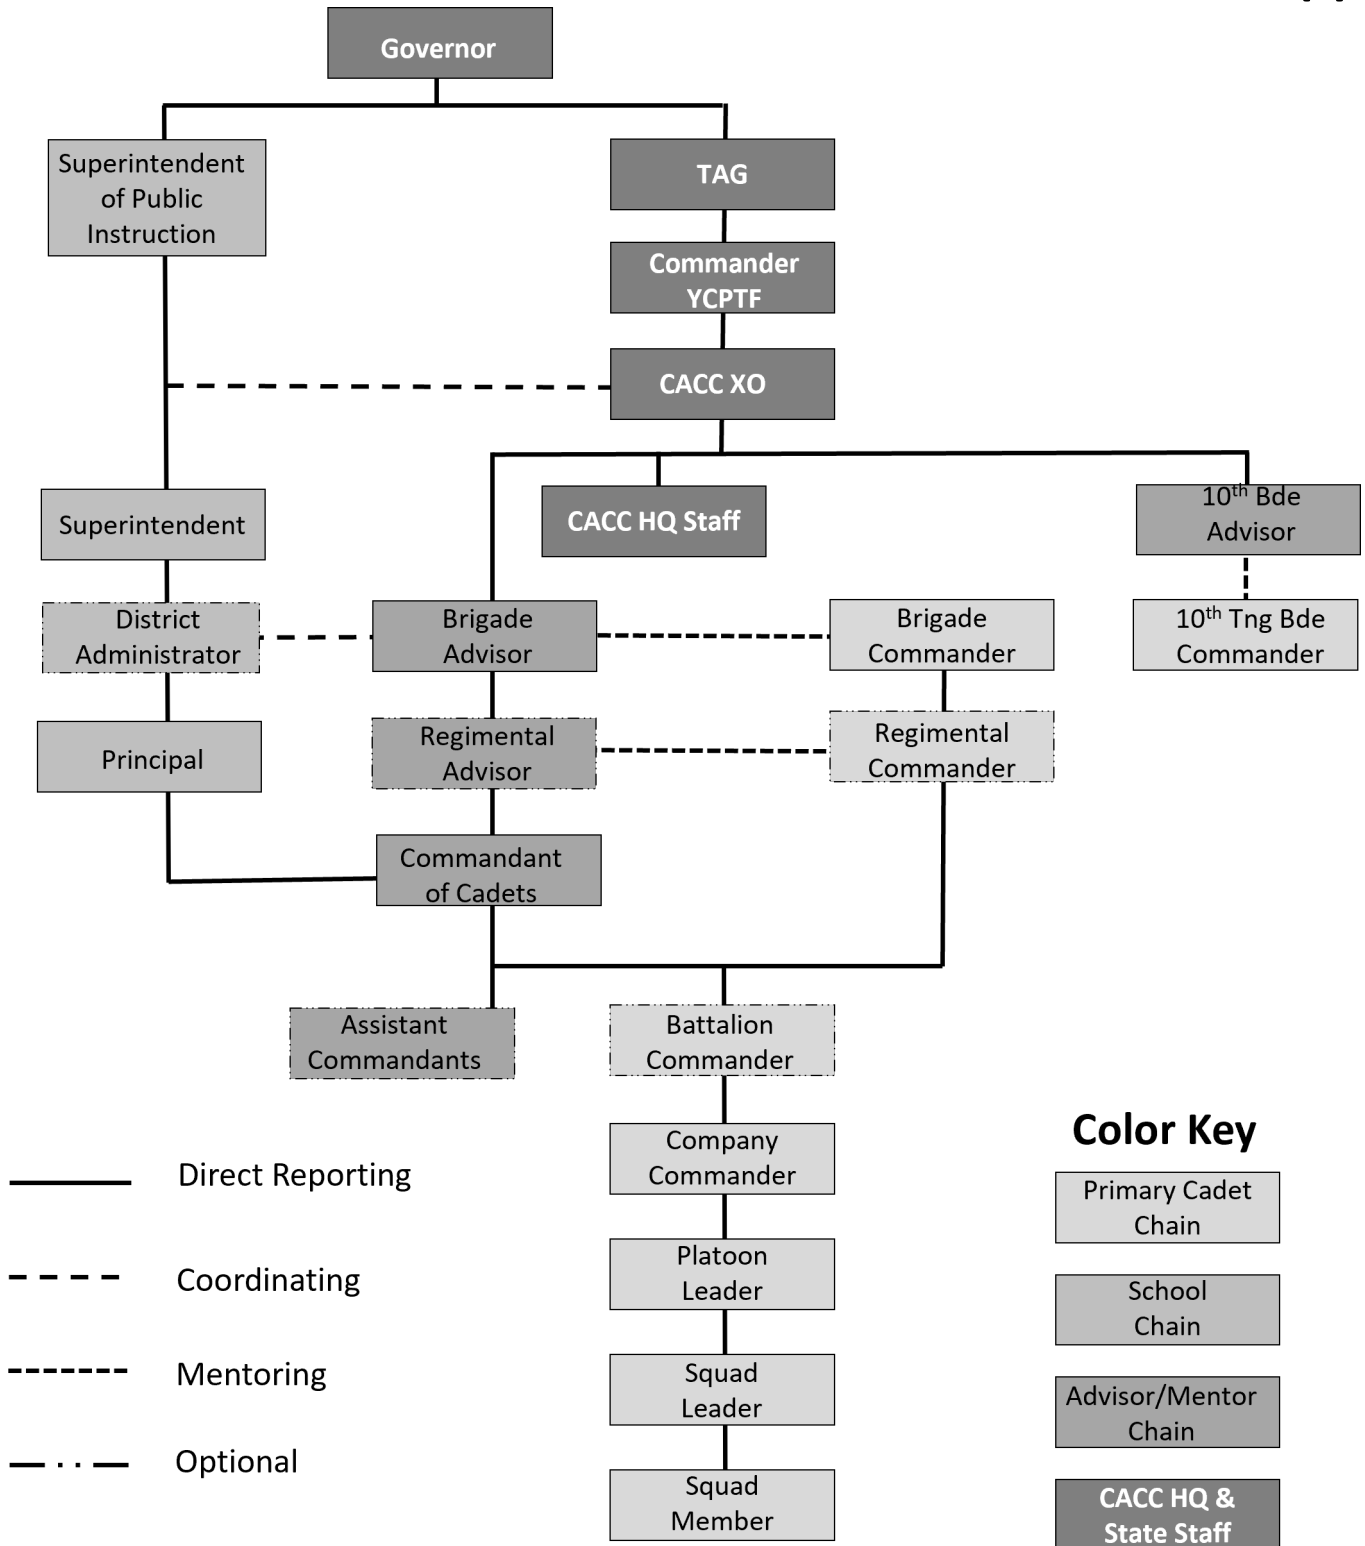 Governor
Superintendent
of Public
Instruction
TAG
Commander
YCPTF
CACC XO
Superintendent
CACC HQ Staff
10th Bde
Advisor
District
Administrator
Brigade
Advisor
Brigade
Commander
10th Tng Bde
Commander
Principal
Regimental
Advisor
Regimental
Commander
Commandant
of Cadets
Assistant
Commandants
Battalion
Commander
Company
Commander
Platoon
Leader
Squad
Leader
Squad
Member
Direct Reporting
Coordinating
Mentoring
Optional
Color Key
Primary Cadet
Chain
School
Chain
Advisor/Mentor
Chain
CACC HQ &
State Staff